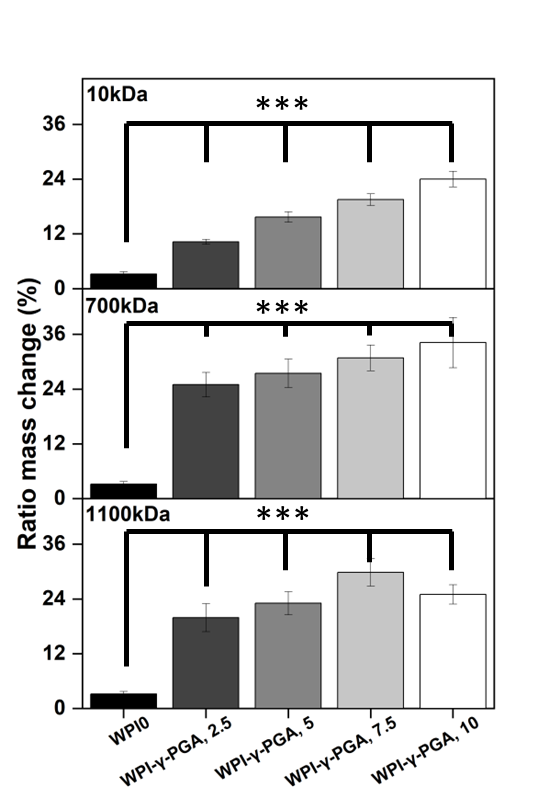 10kDa
***
36
24
12
0
700kDa
***
36
24
12
0
1100kDa
***
36
24
12
0
Ratio mass change (%)
WPI0
WPI-γ-PGA, 2.5
WPI-γ-PGA, 5
WPI-γ-PGA, 7.5
WPI-γ-PGA, 10